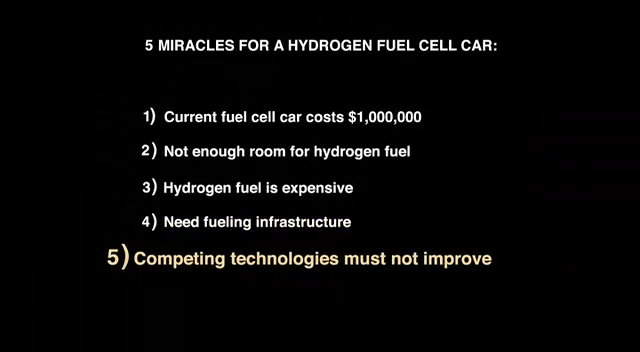 5 MIRACLES FOR A HYDROGEN FUEL CELL CAR:
1) Current fuel cell car costs $1,000,000
2) Not enough room for hydrogen fuel
3) Hydrogen fuel is expensive
4) Need fueling infrastructure
5) Competing technologies must not improve